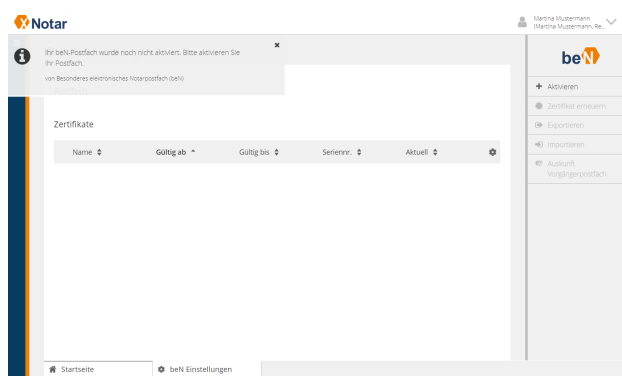 XNotar
Martina Mustermann
(Martina Mustermann, Re...
Ihr beN-Postfach wurde noch nicht aktiviert. Bitte aktivieren Sie
Ihr Postfach.
von Besonderes elektronisches Notarpostfach (beN)
beN
Aktivieren
Zertifikat erneuern
Exportieren
Importieren
Auskunft
Vorgängerpostfach
Zertifikate
Name Gültig ab Gültig bis Seriennr. Aktuell
Startseite beN Einstellungen